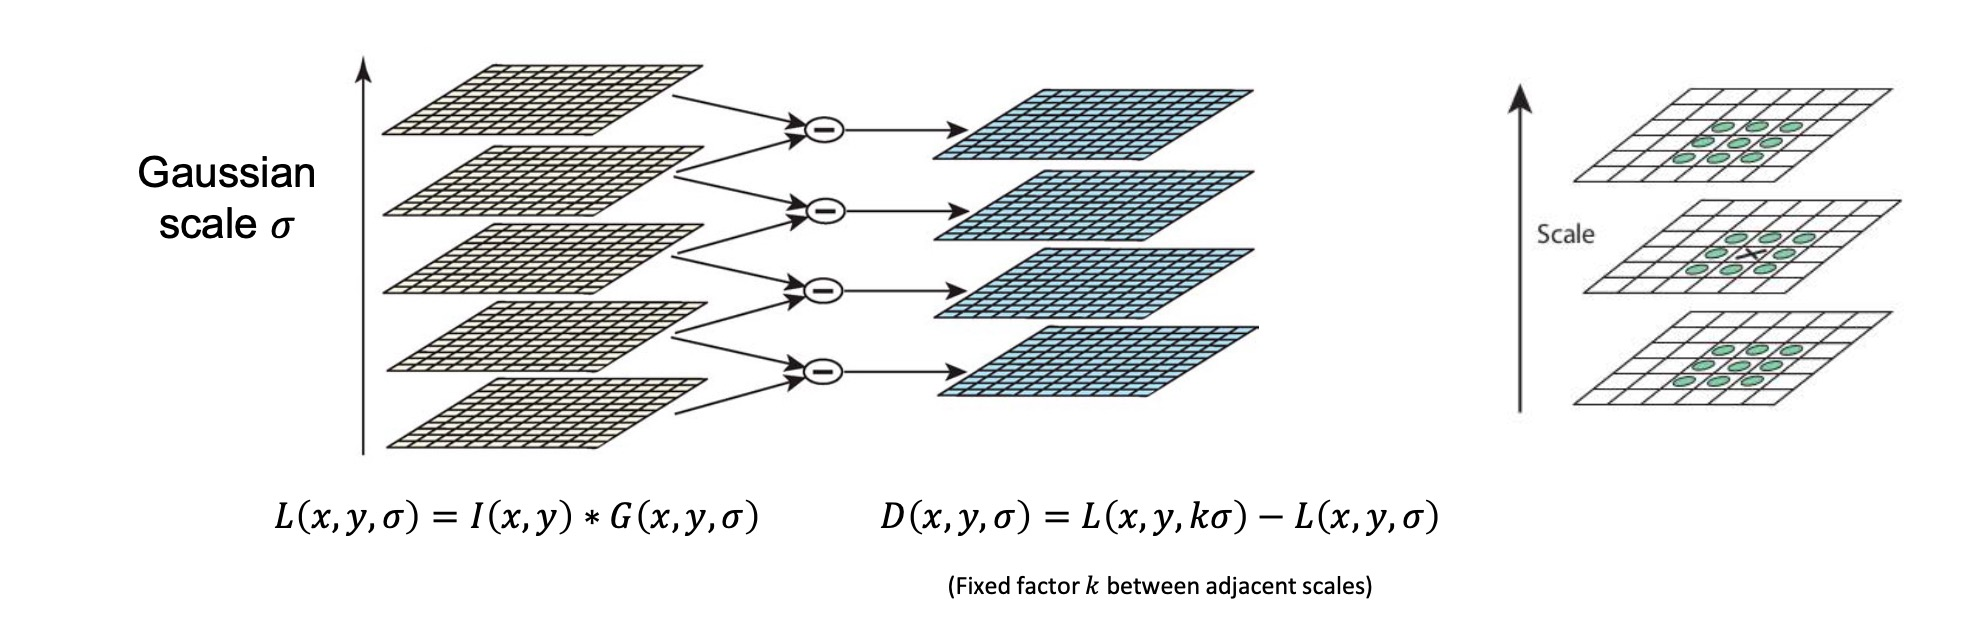 Gaussian
scale σ
Scale
L(x, y, σ) = I(x, y) ∗ G(x, y, σ)
D(x, y, σ) = L(x, y, kσ) − L(x, y, σ)
(Fixed factor k between adjacent scales)